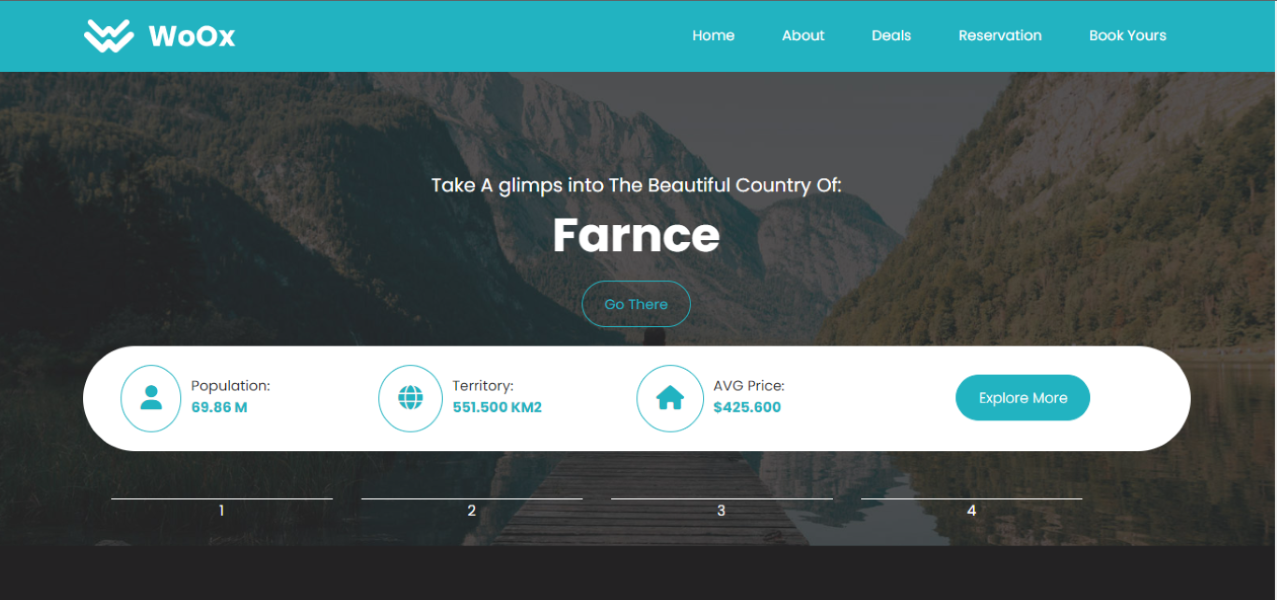 WoOx
Home About Deals Reservation Book Yours
Take A glimps into The Beautiful Country Of:
Farnce
Go There
Population:
69.86 M
Territory:
551.500 KM2
AVG Price:
$425.600
Explore More
1 2 3 4